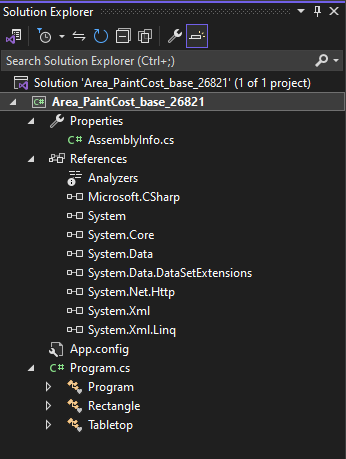 Solution Explorer
Search Solution Explorer (Ctrl+;)
Solution 'Area_PaintCost_base_26821' (1 of 1 project)
C# Area_PaintCost_base_26821
Properties
C# AssemblyInfo.cs
References
Analyzers
Microsoft.CSharp
System
System.Core
System.Data
System.Data.DataSetExtensions
System.Net.Http
System.Xml
System.Xml.Linq
App.config
C# Program.cs
Program
Rectangle
Tabletop